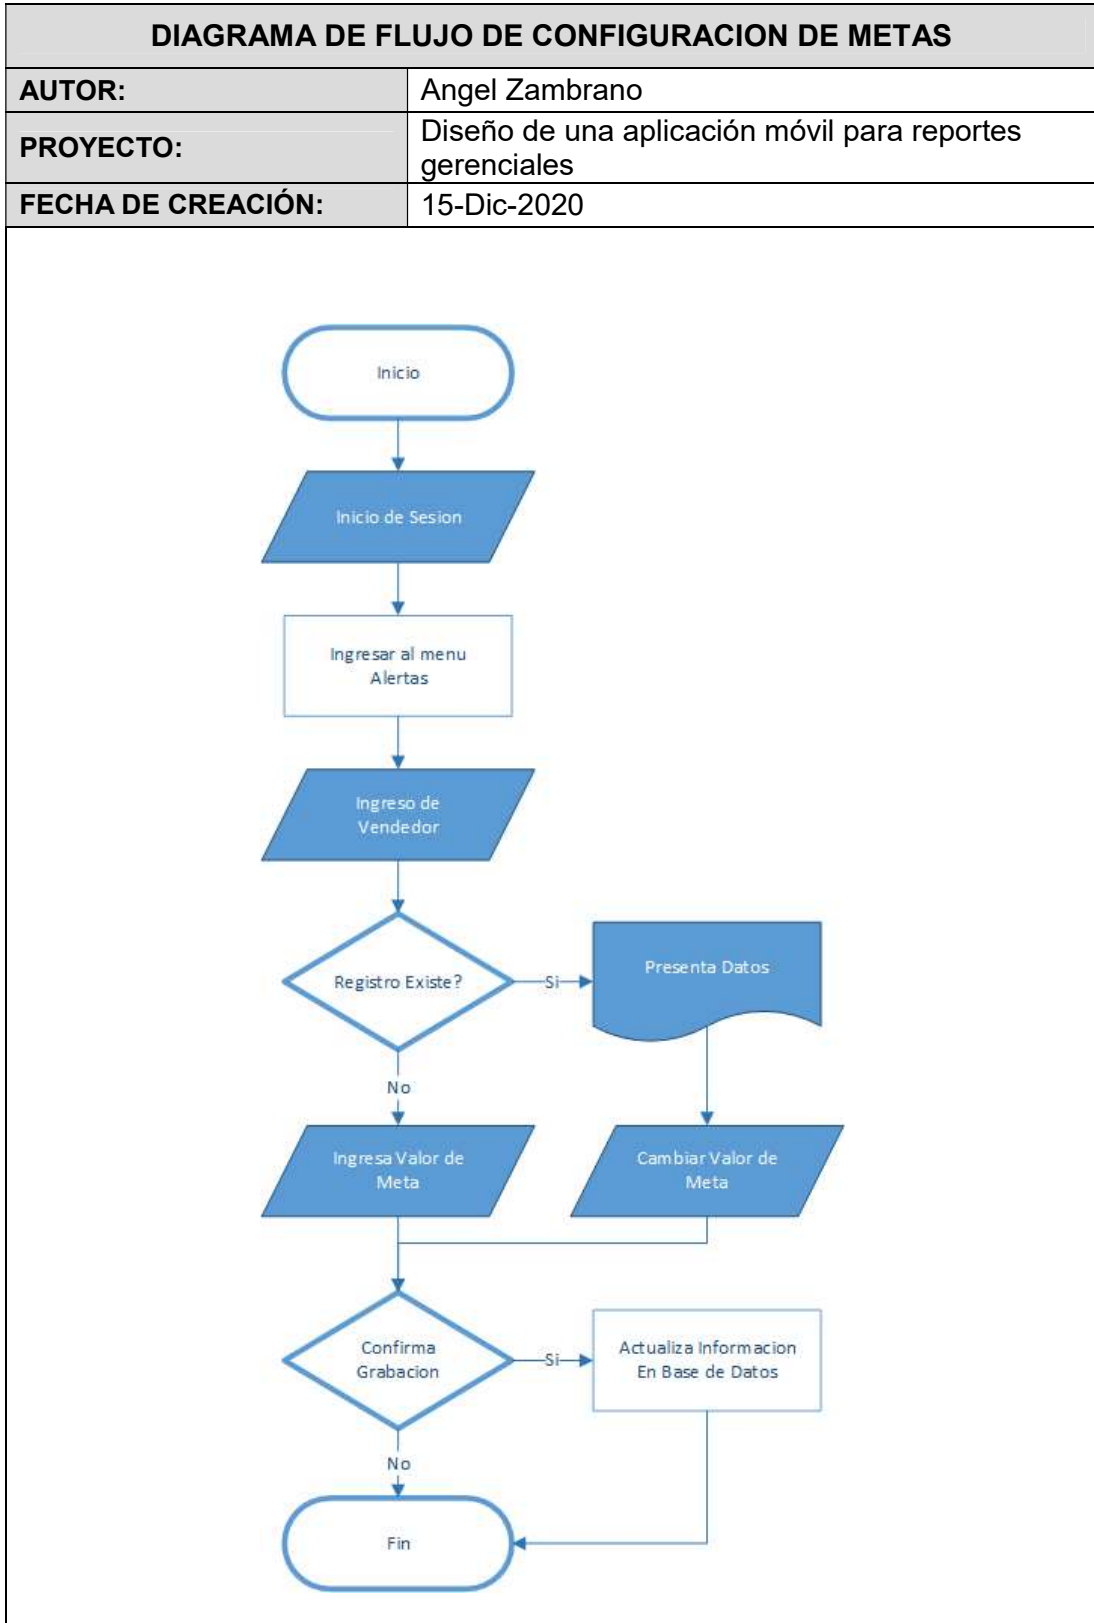 DIAGRAMA DE FLUJO DE CONFIGURACION DE METAS
AUTOR:
Angel Zambrano
PROYECTO:
Diseño de una aplicación móvil para reportes
gerenciales
FECHA DE CREACIÓN:
15-Dic-2020
Inicio
Inicio de Sesion
Ingresar al menu
Alertas
Ingreso de
Vendedor
Registro Existe?
Si
Presenta Datos
No
Ingresa Valor de
Meta
Cambiar Valor de
Meta
Confirma
Grabacion
Si
Actualiza Informacion
En Base de Datos
No
Fin